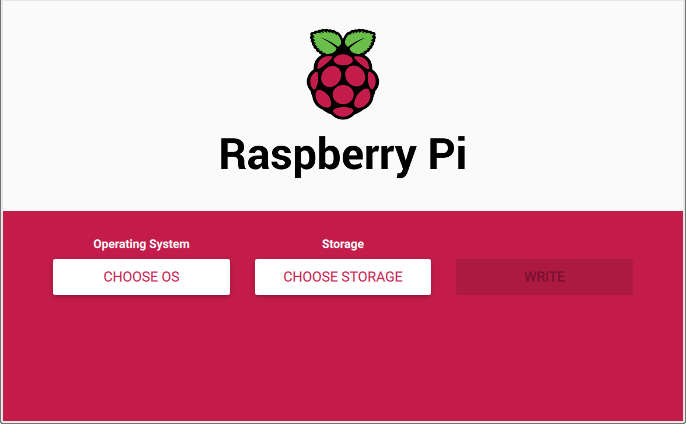 Raspberry Pi
Operating System
Storage
CHOOSE OS
CHOOSE STORAGE
WRITE